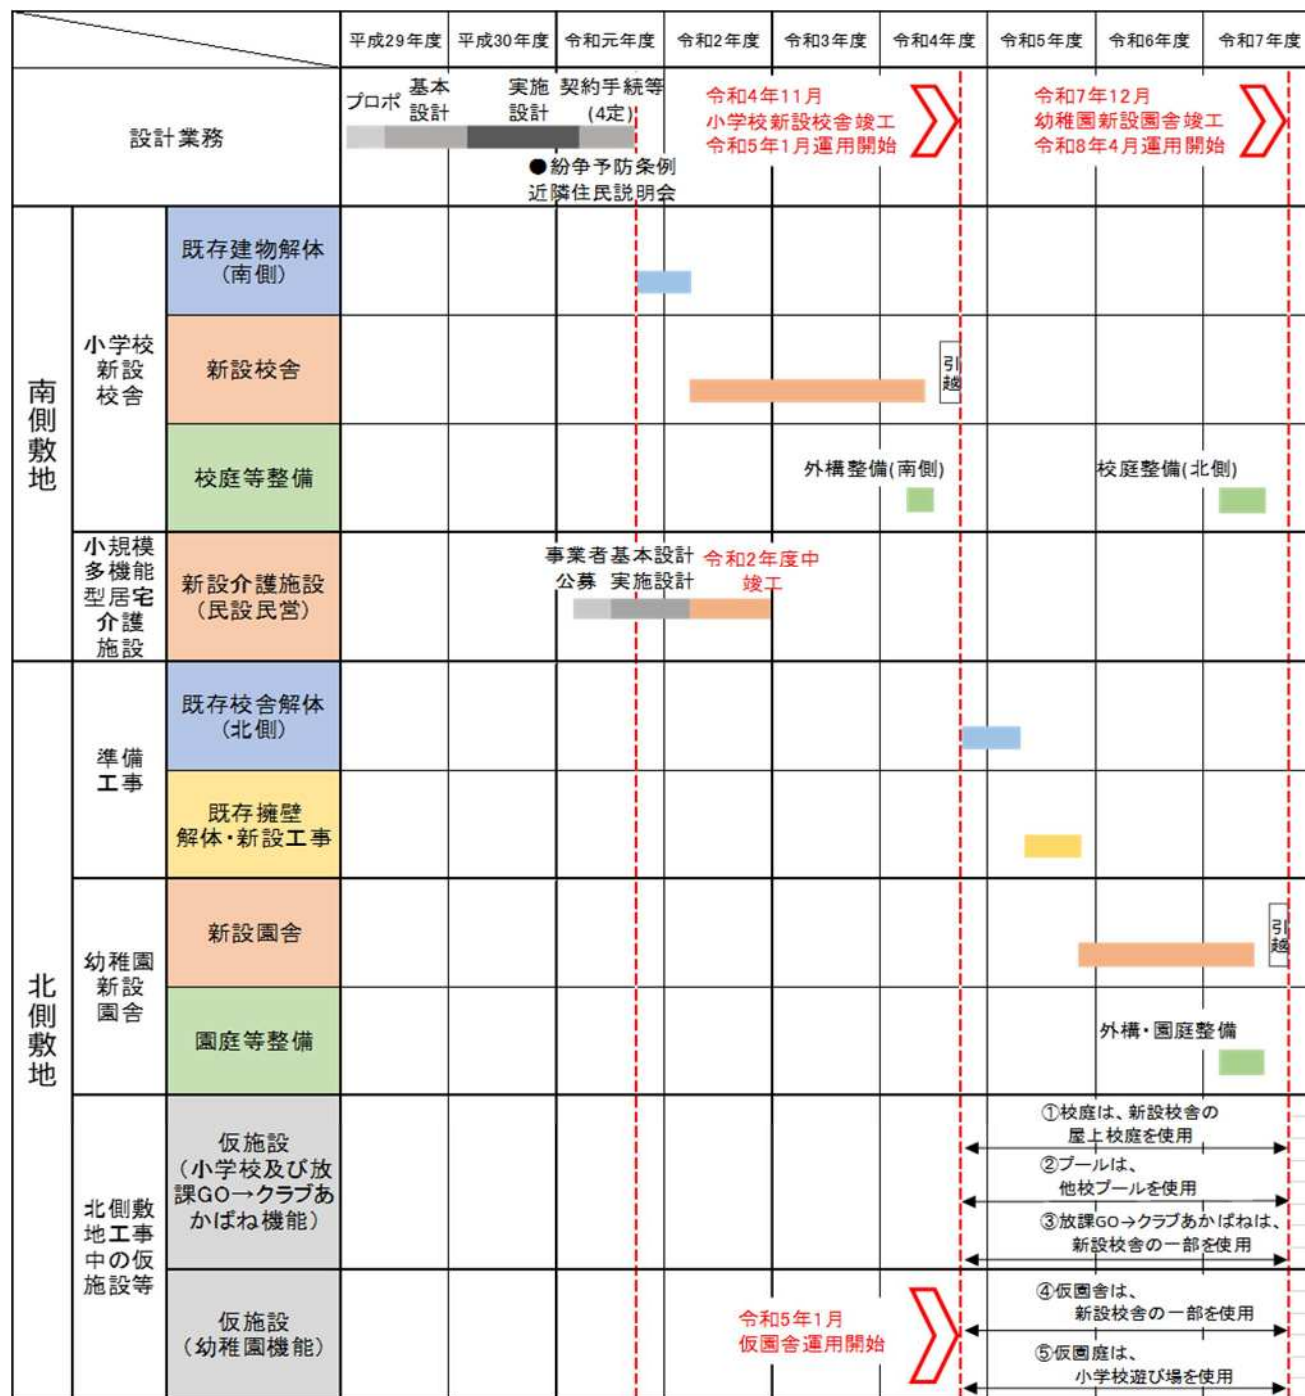 平成29年度 平成30年度 令和元年度 令和2年度 令和3年度 令和4年度 令和5年度 令和6年度 令和7年度
設計業務
プロポ
基本
設計
実施
設計
契約手続等
(4定)
●紛争予防条例
近隣住民説明会
令和4年11月
小学校新設校舎竣工
令和5年1月運用開始
令和7年12月
幼稚園新設園舎竣工
令和8年4月運用開始
南側敷地
小学校
新設
校舎
既存建物解体
(南側)
新設校舎
引越
校庭等整備
外構整備(南側)
校庭整備(北側)
小規模
多機能
型居宅
介護
施設
新設介護施設
(民設民営)
事業者
公募
基本設計
実施設計
令和2年度中
竣工
北側敷地
準備
工事
既存校舎解体
(北側)
既存擁壁
解体・新設工事
幼稚園
新設
園舎
新設園舎
引越
園庭等整備
外構・園庭整備
北側敷
地工事
中の仮
施設等
仮施設
(小学校及び放
課GO→クラブあ
かばね機能)
①校庭は、新設校舎の
屋上校庭を使用
②プールは、
他校プールを使用
③放課GO→クラブあかばねは、
新設校舎の一部を使用
仮施設
(幼稚園機能)
令和5年1月
仮園舎運用開始
④仮園舎は、
新設校舎の一部を使用
⑤仮園庭は、
小学校遊び場を使用